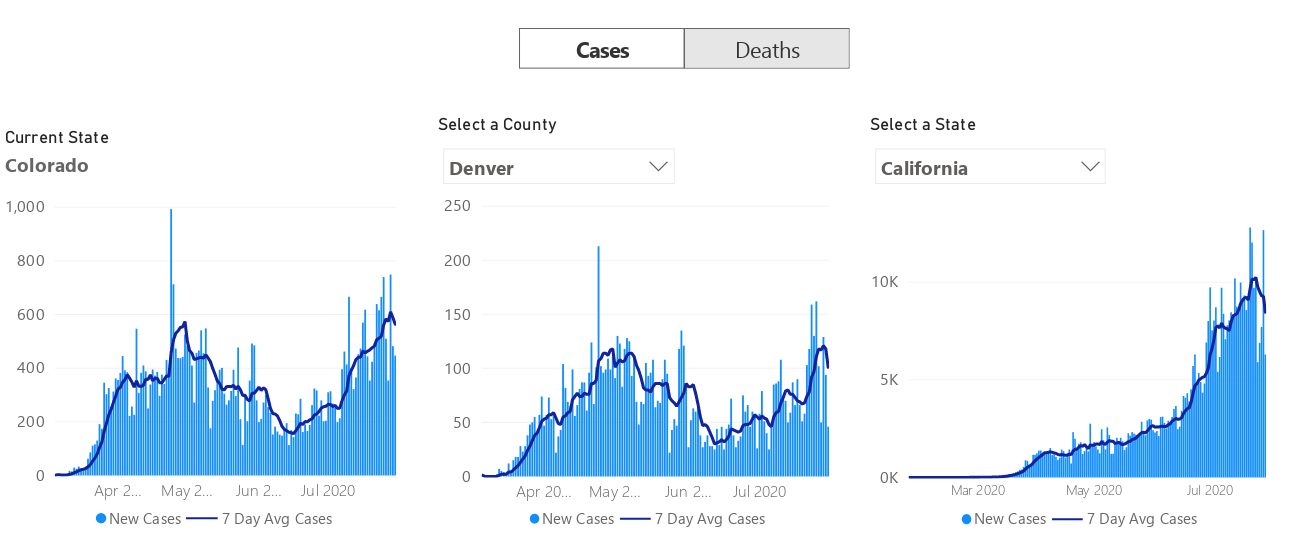 Cases Deaths
Current State
Colorado
1,000
800
600
400
200
0
Apr 2... May 2... Jun 2... Jul 2020
New Cases 7 Day Avg Cases
Select a County
Denver
250
200
150
100
50
0
Apr 20... May 2... Jun 2... Jul 2020
New Cases 7 Day Avg Cases
Select a State
California
10K
5K
0K
Mar 2020 May 2020 Jul 2020
New Cases 7 Day Avg Cases